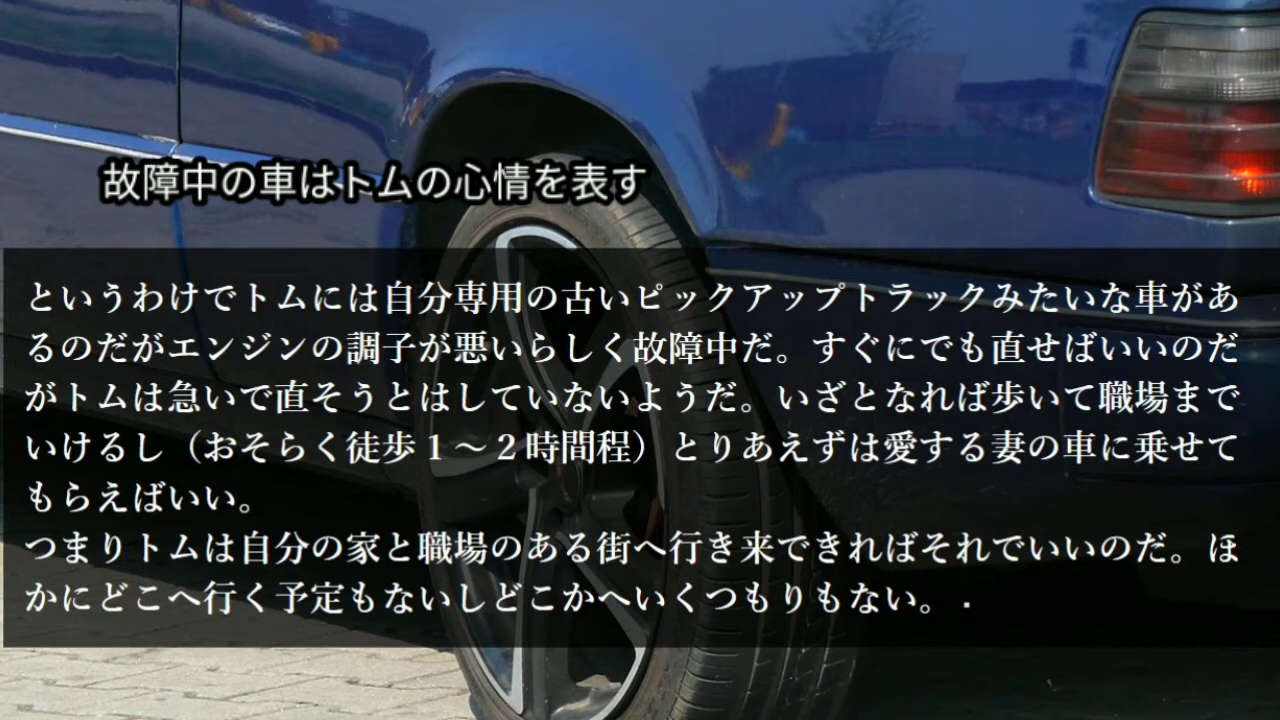 故障中の車はトムの心情を表す
というわけでトムには自分専用の古いピックアップトラックみたいな車があ
るのだがエンジンの調子が悪いらしく故障中だ。すぐにでも直せばいいのだ
がトムは急いで直そうとはしていないようだ。いざとなれば歩いて職場まで
いけるし（おそらく徒歩１～２時間程）とりあえずは愛する妻の車に乗せて
もらえばいい。
つまりトムは自分の家と職場のある街へ行き来できればそれでいいのだ。ほ
かにどこへ行く予定もないしどこかへいくつもりもない。．